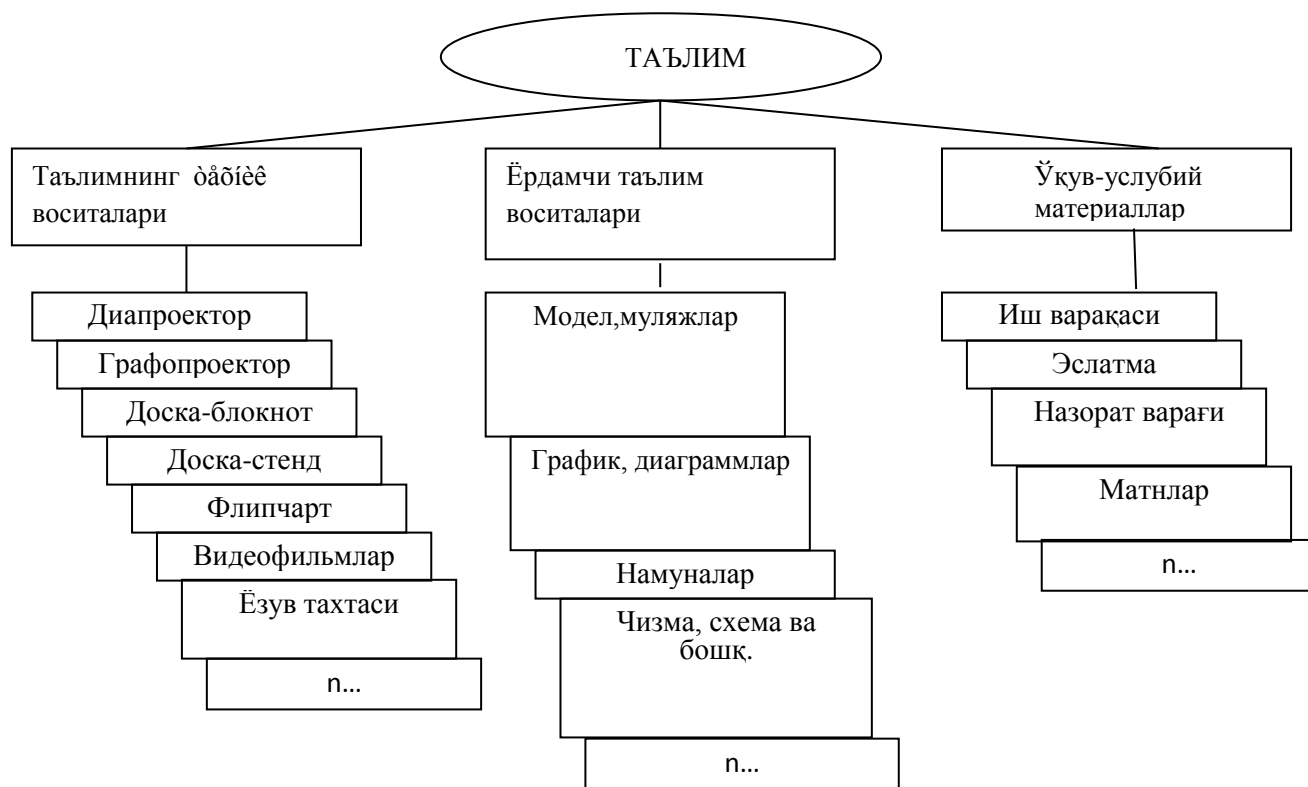 ТАЪЛИМ
Таълимнинг òåõíèê
воситалари
Диапроектор
Графопроектор
Доска-блокнот
Доска-стенд
Флипчарт
Видеофильмлар
Ёзув тахтаси
n...
Ёрдамчи таълим
воситалари
Модел,муляжлар
График, диаграммлар
Намуналар
Чизма, схема ва
бошқ.
n...
Ўқув-услубий
материаллар
Иш варақаси
Эслатма
Назорат варағи
Матнлар
n...